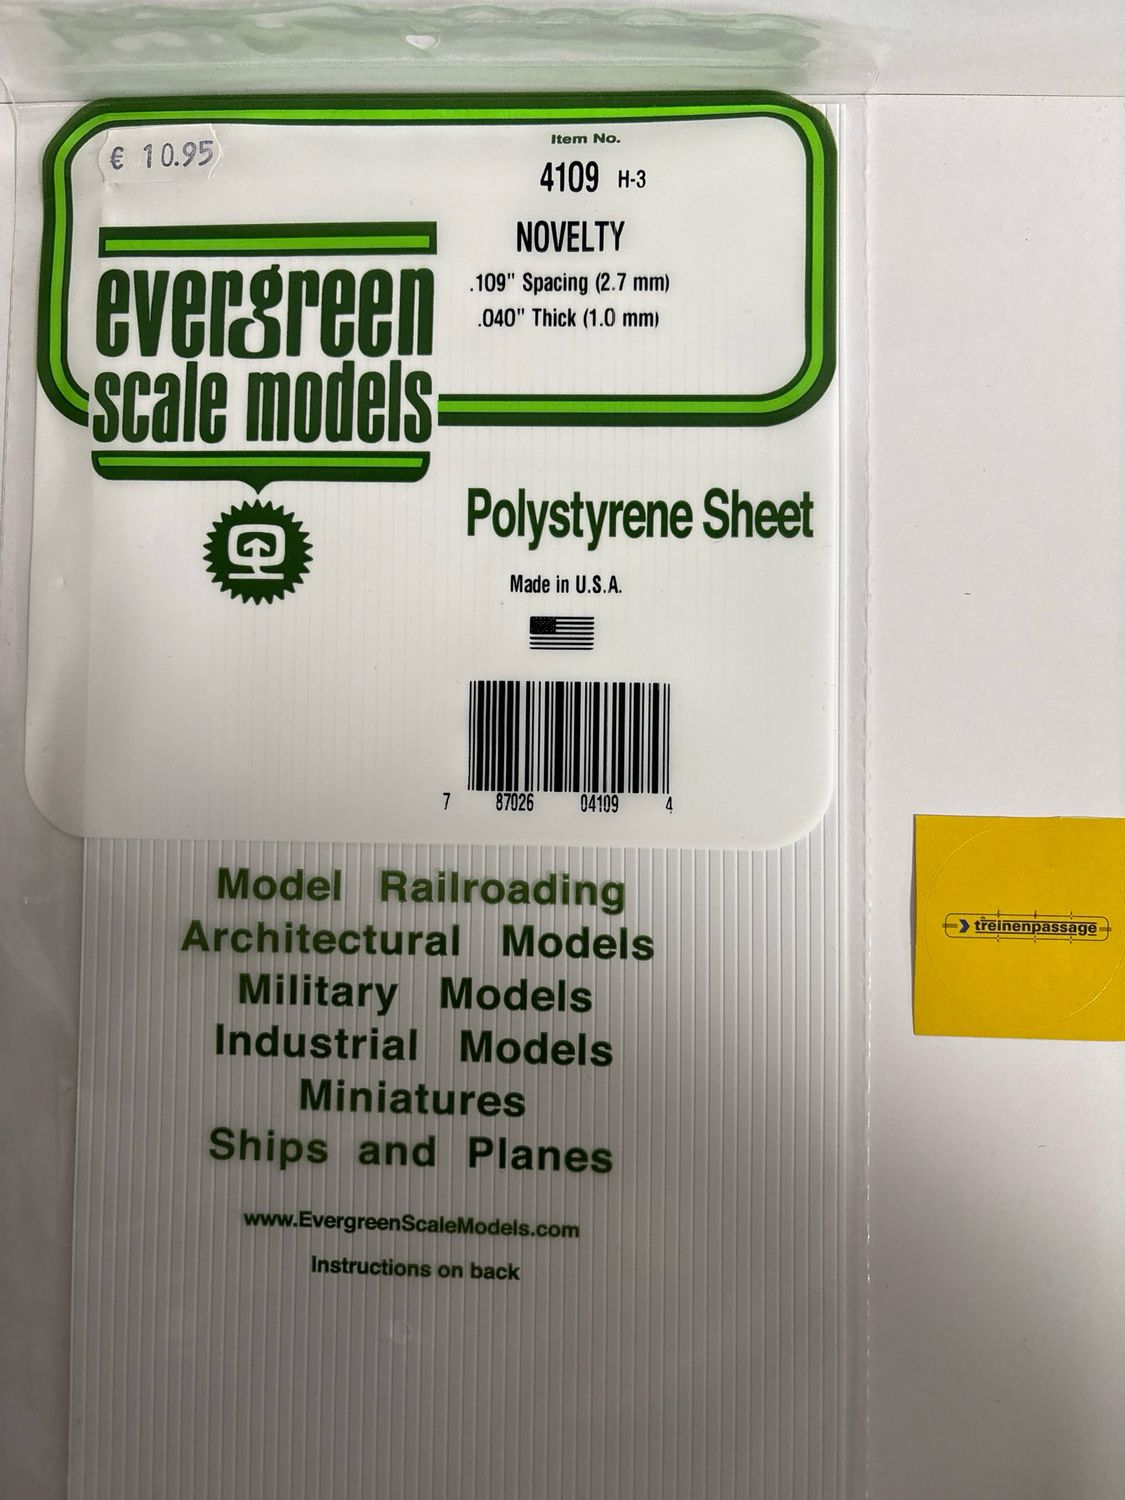 € 10.95
Item No.
4109 H-3
NOVELTY
.109" Spacing (2.7 mm)
.040" Thick (1.0 mm)
evergreen
scale models
Polystyrene Sheet
Made in U.S.A.
7 87026 04109 4
Model Railroading
Architectural Models
Military Models
Industrial Models
Miniatures
Ships and Planes
www.EvergreenScaleModels.com
Instructions on back
de
treinenpassage